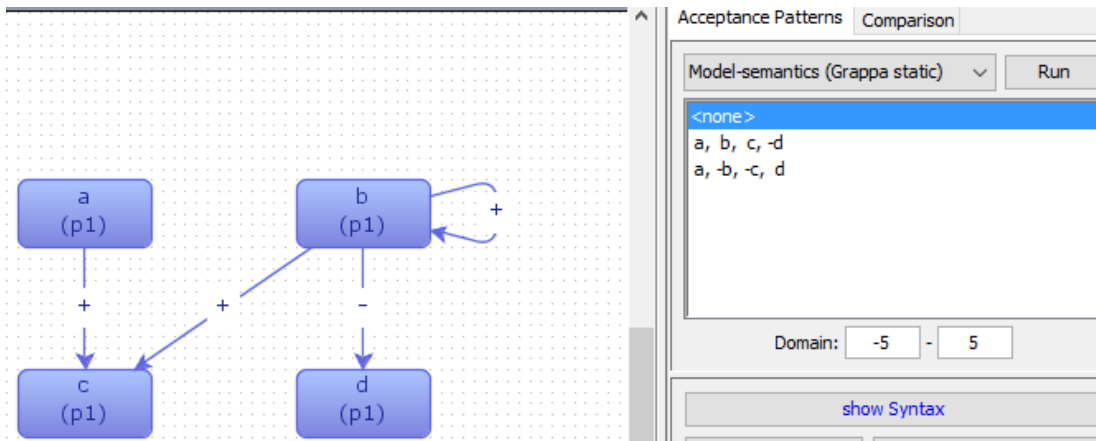 Acceptance Patterns
Comparison
Model-semantics (Grappa static)
Run
<none>
a, b, c, -d
a, -b, -c, d
a
(p1)
b
(p1)
+
+
+
-
c
(p1)
d
(p1)
Domain: -5 - 5
show Syntax